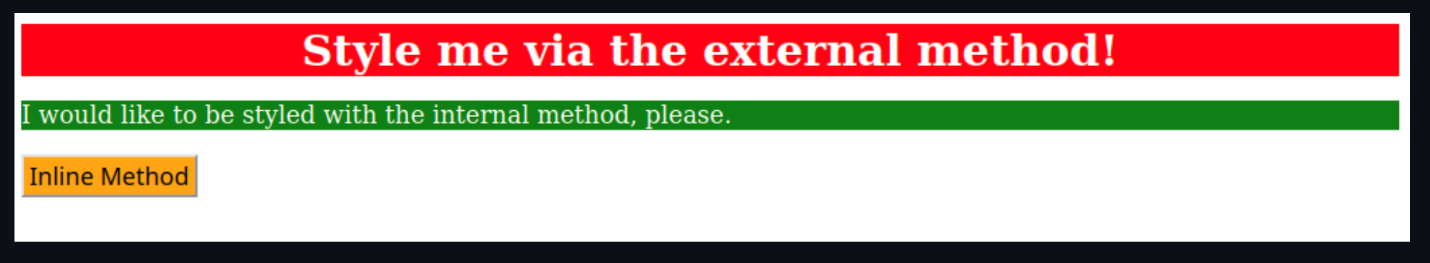 Style me via the external method!
I would like to be styled with the internal method, please.
Inline Method